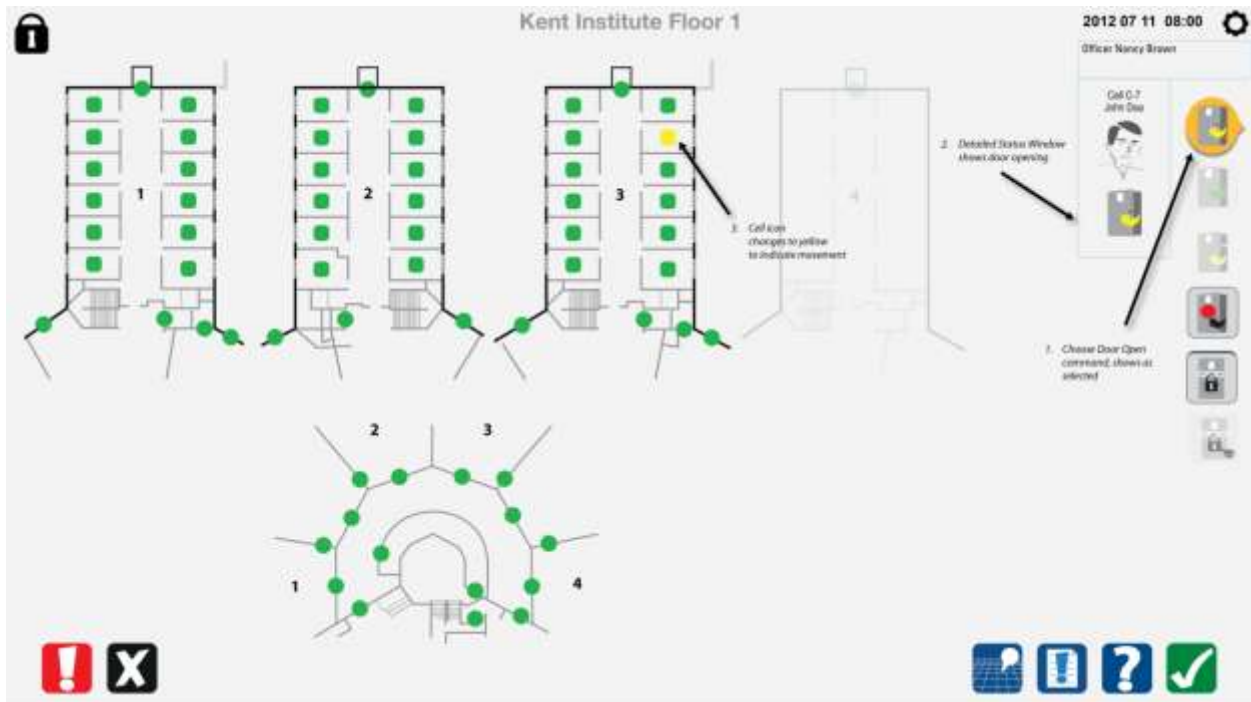 Kent Institute Floor 1
2012 07 11 08:00
Officer Nancy Brown
Cell C-7
John Doe
1
2
3
4
2. Detailed Status Window
shows door opening
3. Cell icon
changes to yellow
to indicate movement
1. Choose Door Open
command, shown as
selected
2
3
1
4